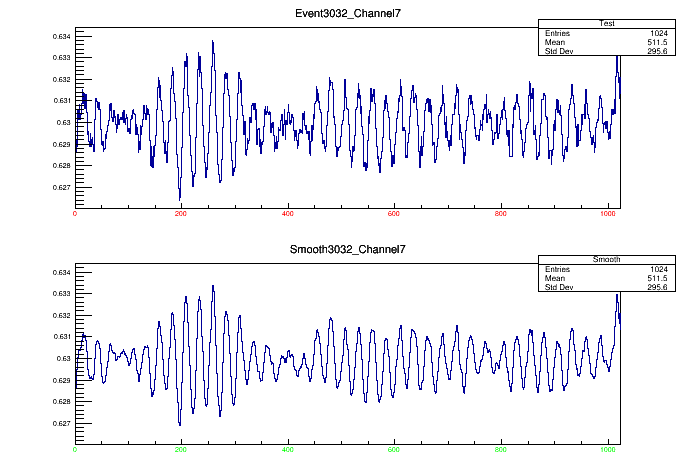 Event3032_Channel7
Test
Entries 1024
Mean 511.5
Std Dev 295.6
0.634
0.633
0.632
0.631
0.63
0.629
0.628
0.627
0 200 400 600 800 1000
Smooth3032_Channel7
Smooth
Entries 1024
Mean 511.5
Std Dev 295.6
0.634
0.633
0.632
0.631
0.63
0.629
0.628
0.627
0 200 400 600 800 1000